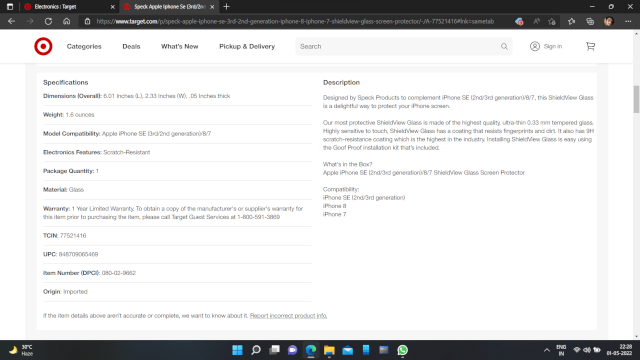 Electronics : Target
Speck Apple Iphone Se (3rd/2nd
https://www.target.com/p/speck-apple-iphone-se-3rd-2nd-generation-iphone-8-iphone-7-shieldview-glass-screen-protector/-/A-77521416#lnk=sametab
Categories
Deals
What's New
Pickup & Delivery
Search
Sign in
Specifications
Dimensions (Overall): 6.01 Inches (L), 2.33 Inches (W), .05 Inches thick
Weight: 1.6 ounces
Model Compatibility: Apple iPhone SE (3rd/2nd generation)/8/7
Electronics Features: Scratch-Resistant
Package Quantity: 1
Material: Glass
Warranty: 1 Year Limited Warranty. To obtain a copy of the manufacturer's or supplier's warranty for
this item prior to purchasing the item, please call Target Guest Services at 1-800-591-3869
TCIN: 77521416
UPC: 848709065489
Item Number (DPCI): 080-02-9662
Origin: Imported
If the item details above aren't accurate or complete, we want to know about it. Report incorrect product info.
Description
Designed by Speck Products to complement iPhone SE (2nd/3rd generation)/8/7, this ShieldView Glass
is a delightful way to protect your iPhone screen.
Our most protective ShieldView glass is made of the highest quality, ultra-thin 0.33 mm tempered glass.
Highly sensitive to touch, ShieldView Glass has a coating that resists fingerprints and dirt. It also has 9H
scratch-resistance coating which is the highest in the industry. Installing ShieldView Glass is easy using
the Goof Proof installation kit that's included.
What's in the Box?
Apple iPhone SE (2nd/3rd generation)/8/7 ShieldView Glass Screen Protector
Compatibility:
iPhone SE (2nd/3rd generation)
iPhone 8
iPhone 7
30°C
Haze
ENG
IN
22:28
01-05-2022